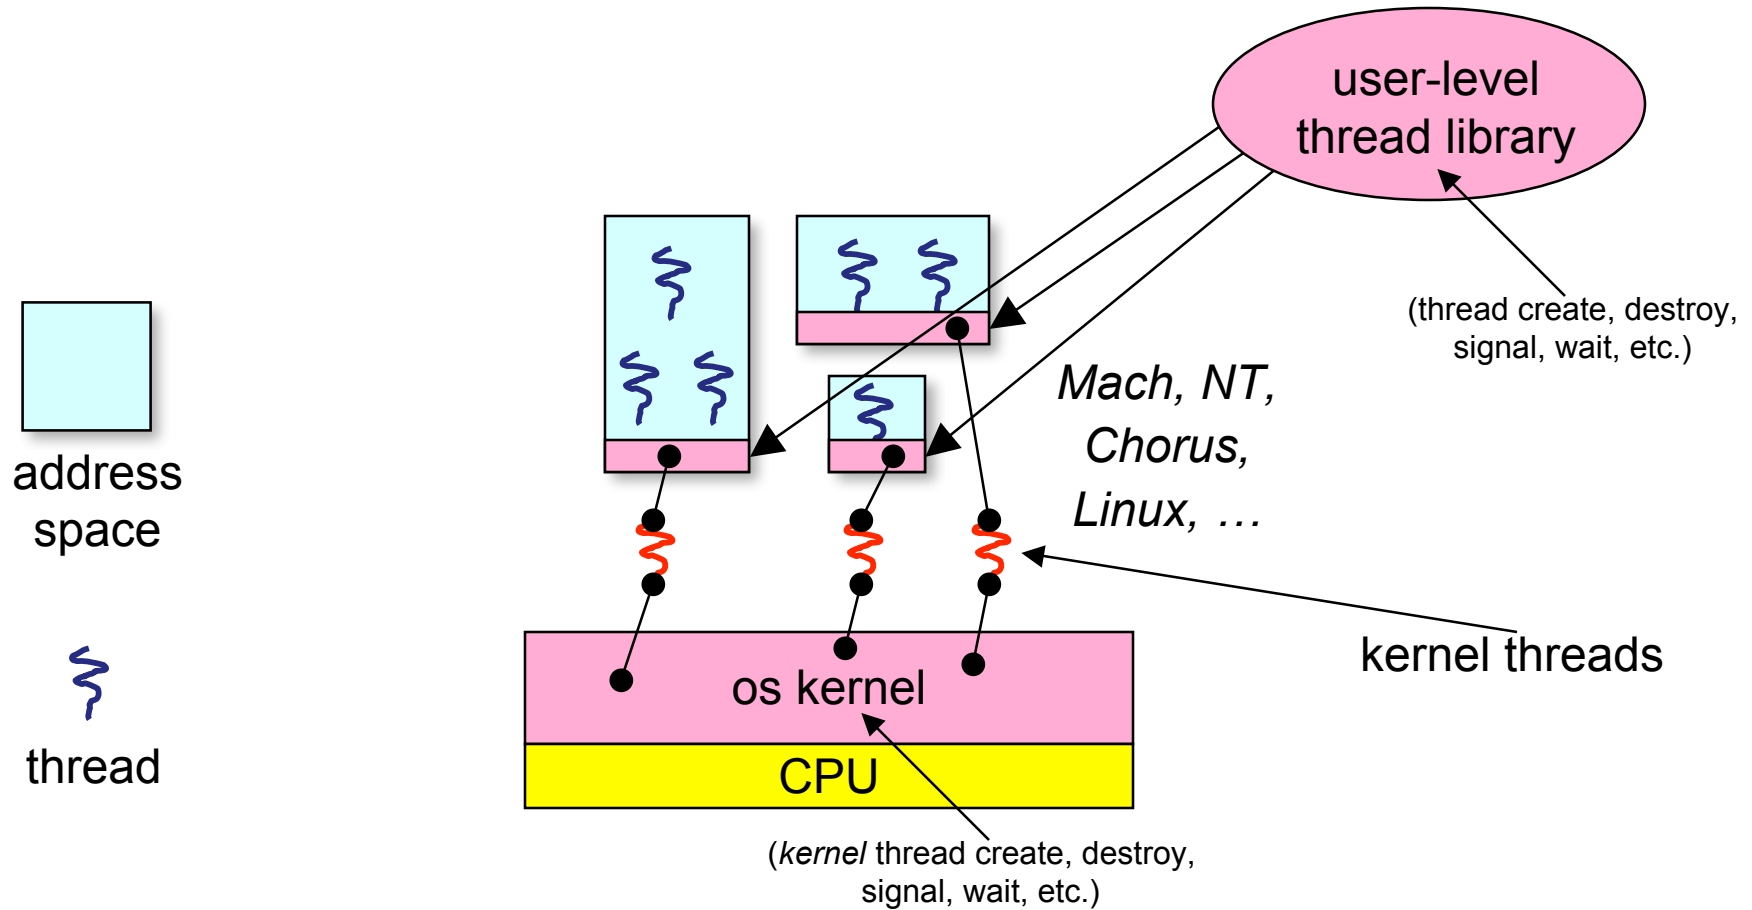 user-level
thread library
(thread create, destroy,
signal, wait, etc.)
Mach, NT,
Chorus,
Linux, …
address
space
kernel threads
os kernel
thread
CPU
(kernel thread create, destroy,
signal, wait, etc.)